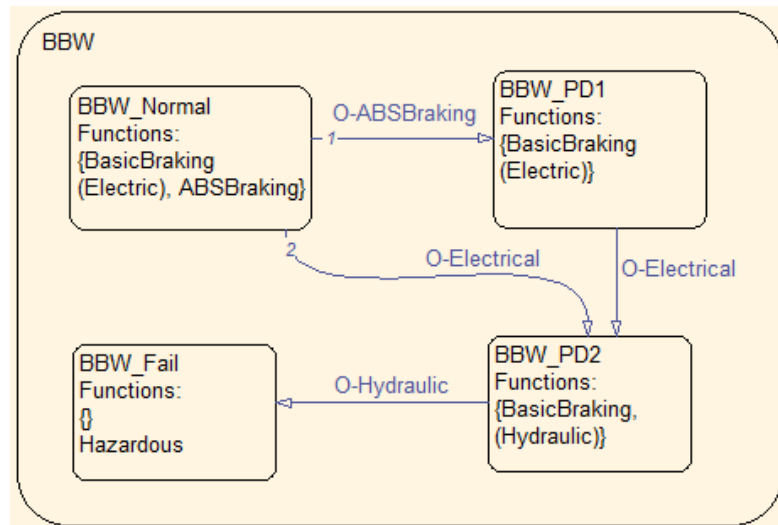 BBW
BBW_Normal
Functions:
{BasicBraking
(Electric), ABSBraking}
O-ABSBraking
1
BBW_PD1
Functions:
{BasicBraking
(Electric)}
2
O-Electrical
O-Electrical
BBW_Fail
Functions:
{}
Hazardous
O-Hydraulic
BBW_PD2
Functions:
{BasicBraking,
(Hydraulic)}